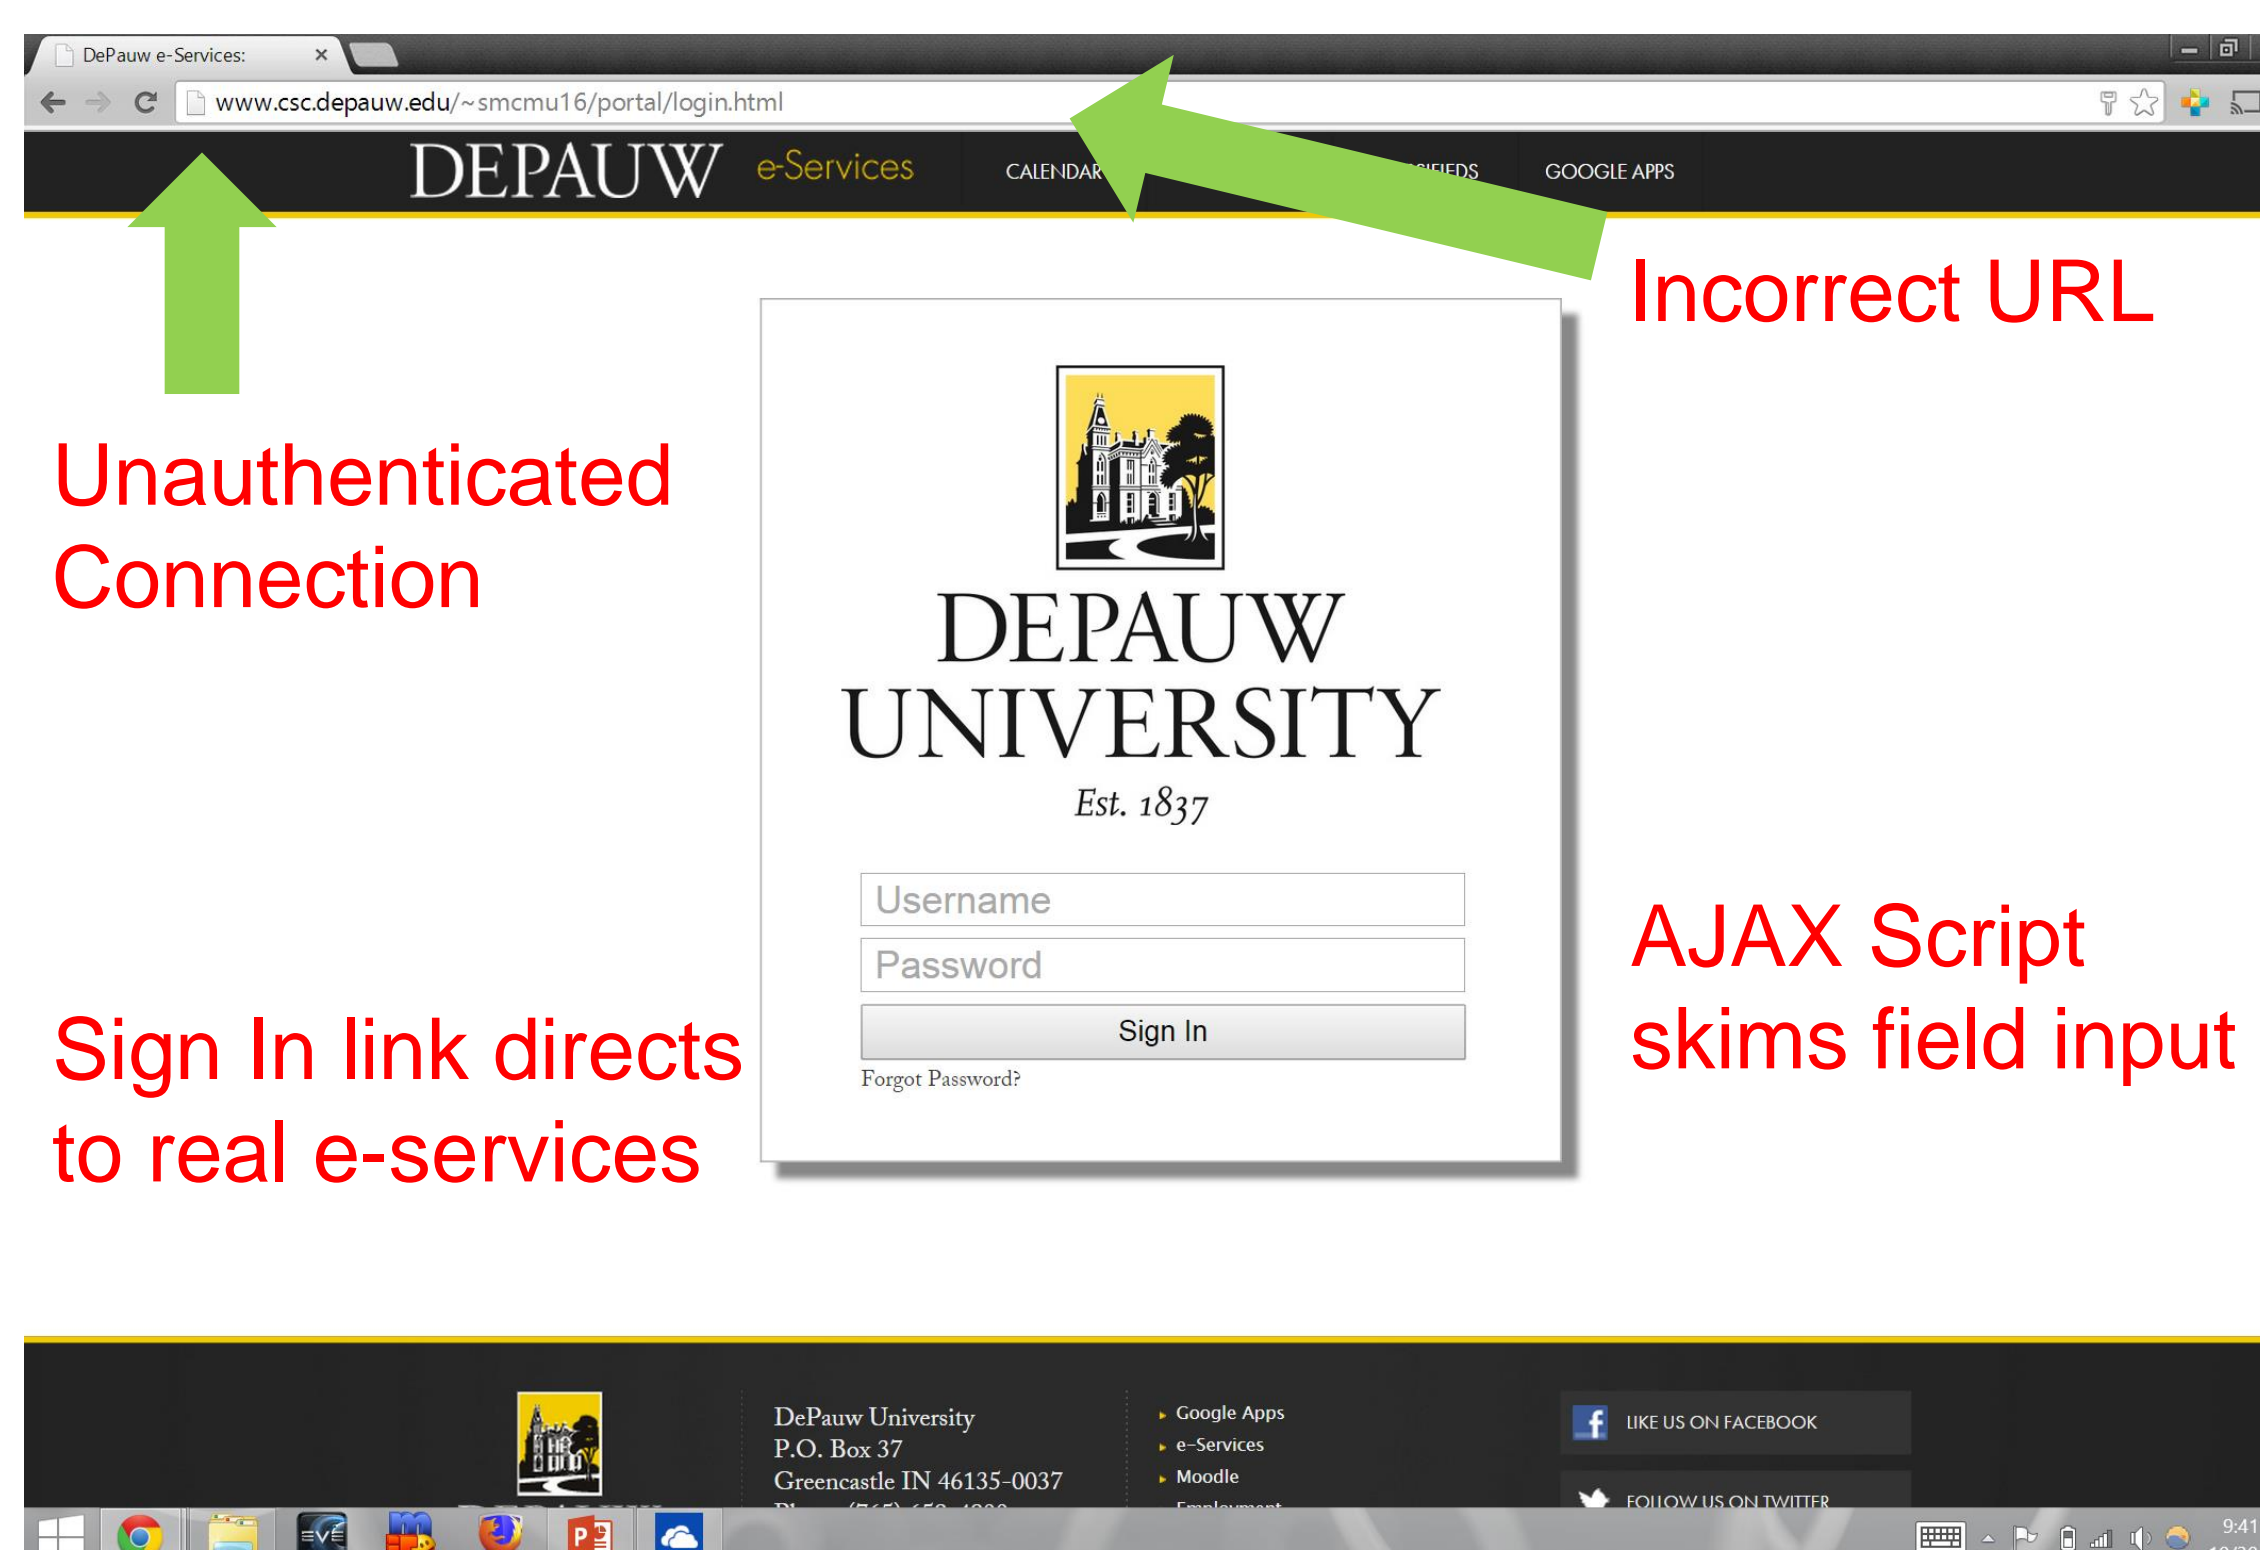 DePauw e-Services:
www.csc.depauw.edu/~smcmu16/portal/login.html
DEPAUW e-Services CALENDAR GOOGLE APPS
Incorrect URL
Unauthenticated
Connection
DEPAUW
UNIVERSITY
Est. 1837
Username
Password
Sign In
Forgot Password?
AJAX Script
skims field input
Sign In link directs
to real e-services
DePauw University
P.O. Box 37
Greencastle IN 46135-0037
Google Apps
e-Services
Moodle
Employment
LIKE US ON FACEBOOK
FOLLOW US ON TWITTER
EVE
9:41